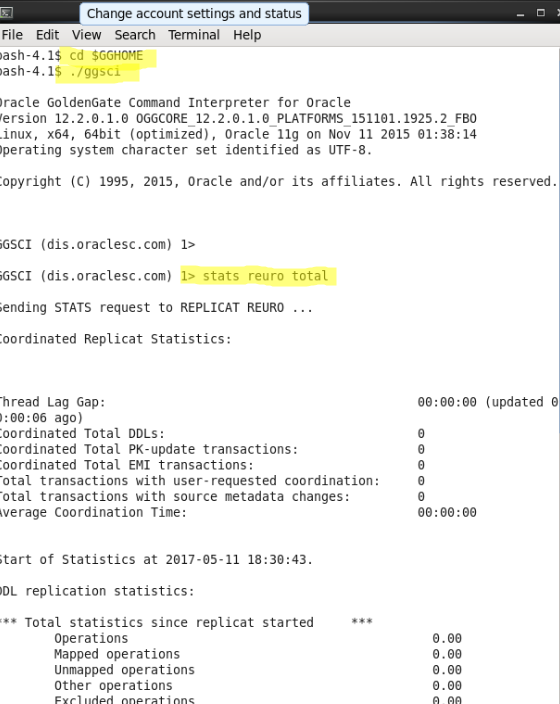 Change account settings and status
File Edit View Search Terminal Help
bash-4.1$ cd $GGHOME
bash-4.1$ ./ggsci
Oracle GoldenGate Command Interpreter for Oracle
Version 12.2.0.1.0 OGGCORE_12.2.0.1.0_PLATFORMS_151101.1925.2_FBO
Linux, x64, 64bit (optimized), Oracle 11g on Nov 11 2015 01:38:14
Operating system character set identified as UTF-8.
Copyright (C) 1995, 2015, Oracle and/or its affiliates. All rights reserved.
GGSCI (dis.oraclesc.com) 1>
GGSCI (dis.oraclesc.com) 1> stats reuro total
Sending STATS request to REPLICAT REURO ...
Coordinated Replicat Statistics:
Thread Lag Gap: 00:00:00 (updated 0
0:00:06 ago)
Coordinated Total DDLs: 0
Coordinated Total PK-update transactions: 0
Coordinated Total EMI transactions: 0
Total transactions with user-requested coordination: 0
Total transactions with source metadata changes: 0
Average Coordination Time: 00:00:00
Start of Statistics at 2017-05-11 18:30:43.
DDL replication statistics:
*** Total statistics since replicat started ***
Operations 0.00
Mapped operations 0.00
Unmapped operations 0.00
Other operations 0.00
Excluded operations 0.00